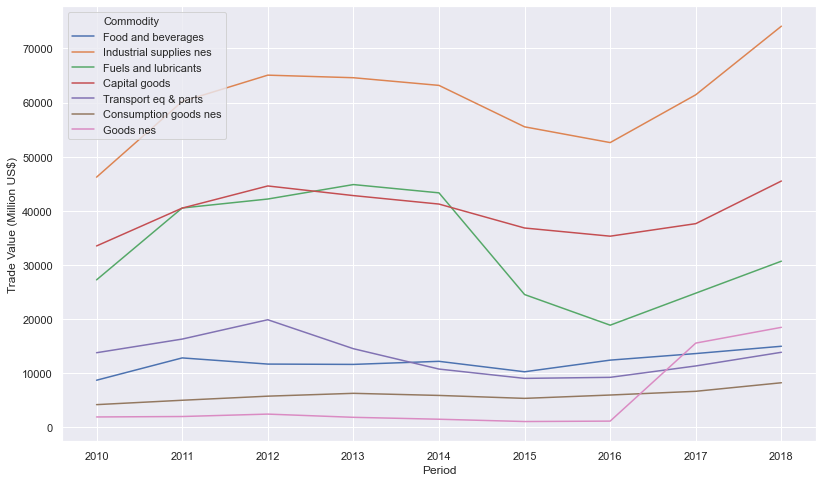 Commodity
Food and beverages
Industrial supplies nes
Fuels and lubricants
Capital goods
Transport eq & parts
Consumption goods nes
Goods nes
Trade Value (Million US$)
70000
60000
50000
40000
30000
20000
10000
0
2010 2011 2012 2013 2014 2015 2016 2017 2018
Period